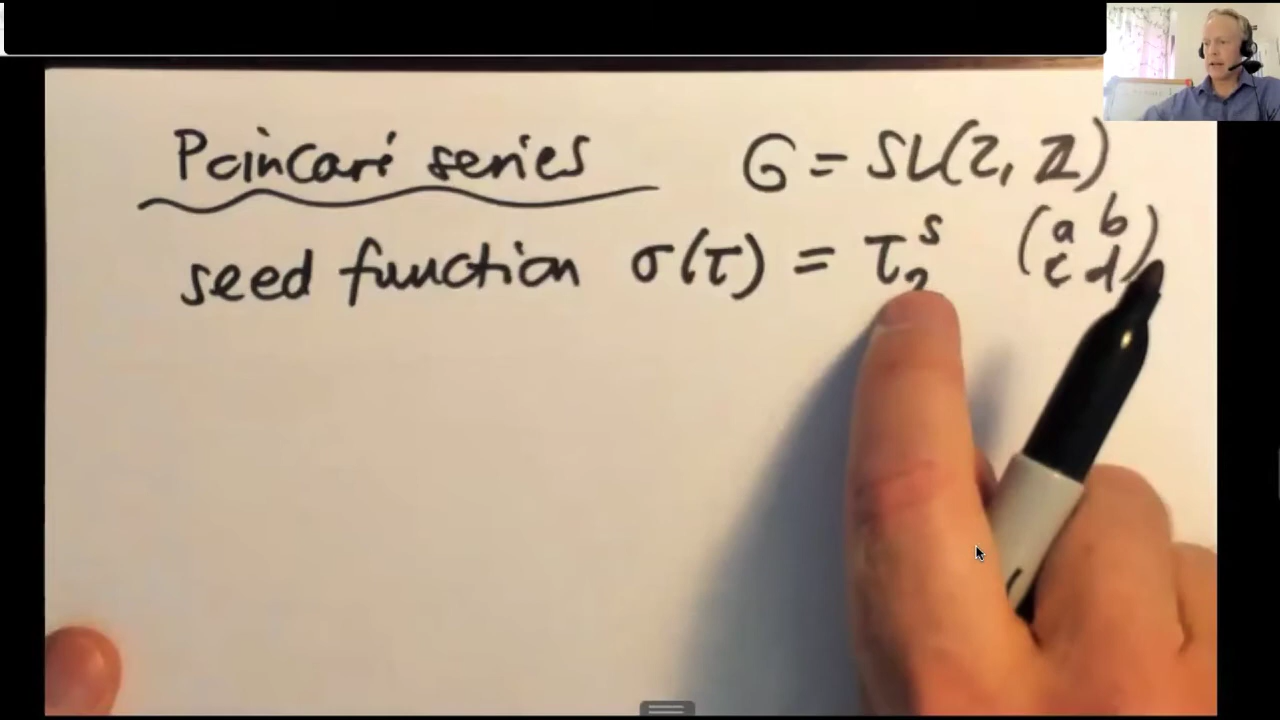 Poincaré series G = SL(2, ℤ)
seed function σ(τ) = τ₂ˢ (a b
c d)